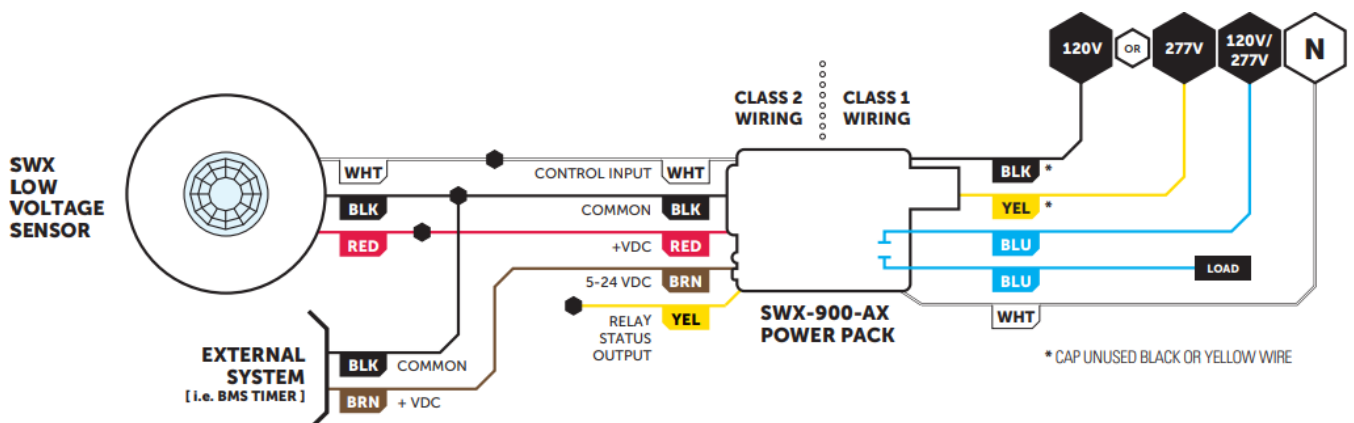 120V
OR
277V
120V/
277V
N
CLASS 2
WIRING
CLASS 1
WIRING
SWX
LOW
VOLTAGE
SENSOR
WHT
CONTROL INPUT
WHT
BLK
COMMON
BLK
RED
+VDC
RED
5-24 VDC
BRN
RELAY
STATUS
OUTPUT
YEL
SWX-900-AX
POWER PACK
BLK *
YEL *
BLU
BLU
LOAD
WHT
* CAP UNUSED BLACK OR YELLOW WIRE
EXTERNAL
SYSTEM
[ i.e. BMS TIMER ]
BLK
COMMON
BRN
+ VDC